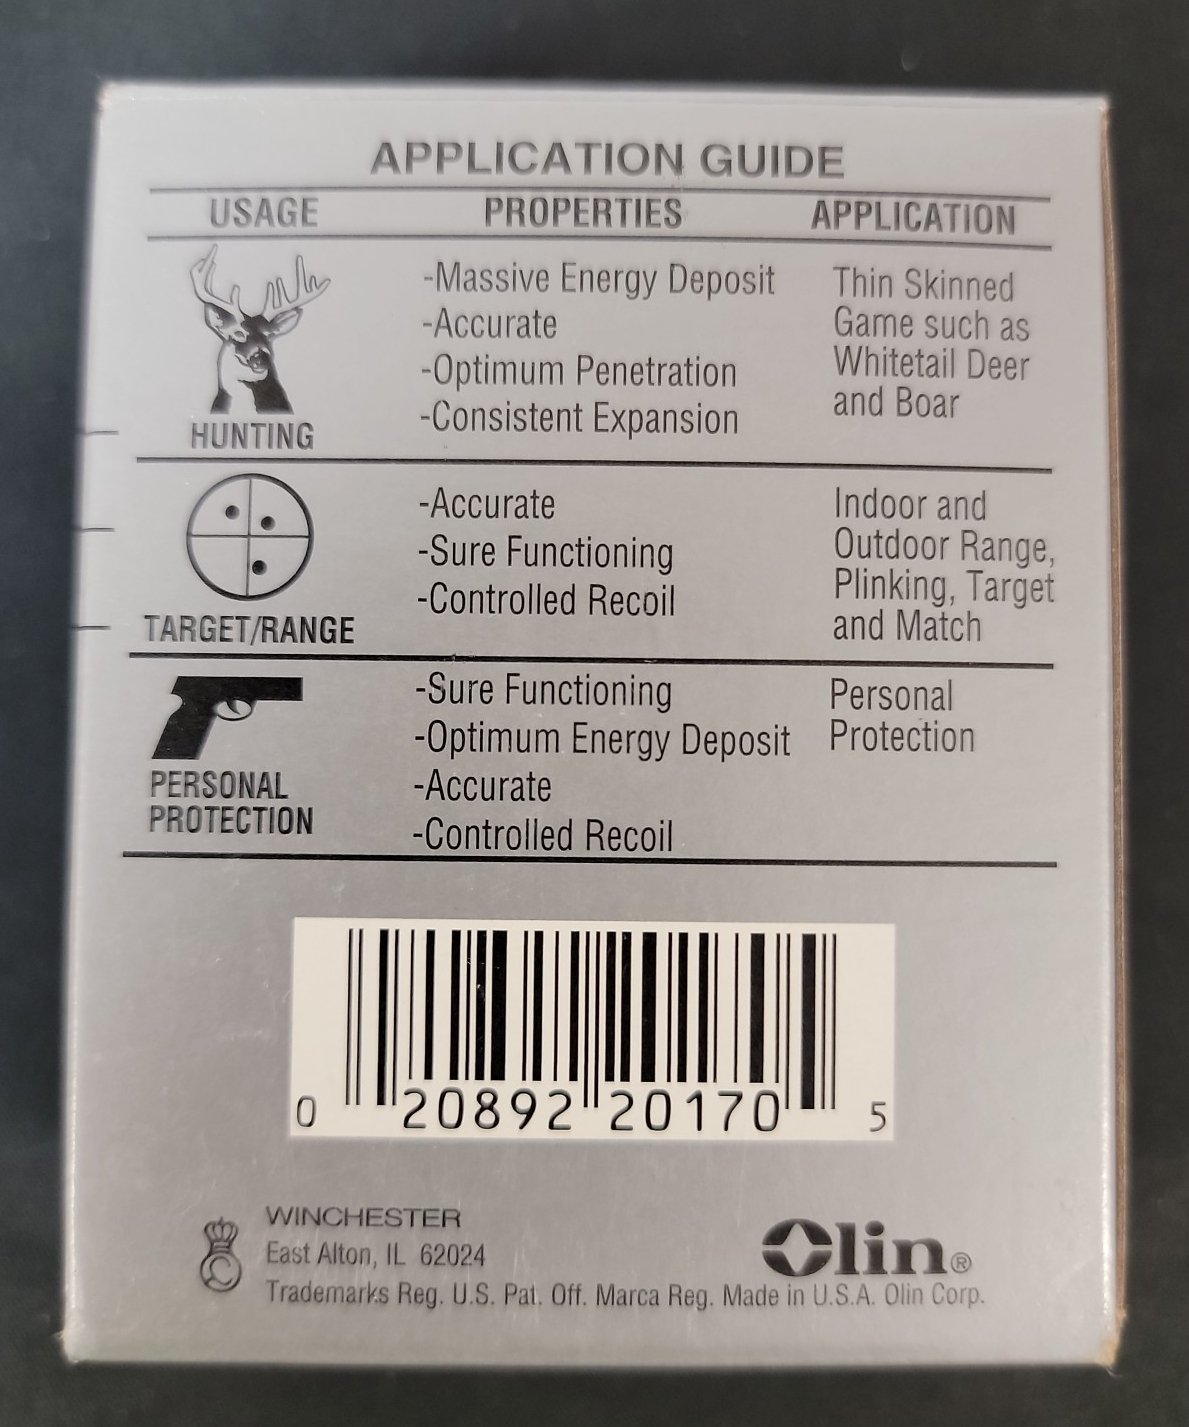 APPLICATION GUIDE
USAGE PROPERTIES APPLICATION
HUNTING
-Massive Energy Deposit
-Accurate
-Optimum Penetration
-Consistent Expansion
Thin Skinned
Game such as
Whitetail Deer
and Boar
TARGET/RANGE
-Accurate
-Sure Functioning
-Controlled Recoil
Indoor and
Outdoor Range,
Plinking, Target
and Match
PERSONAL
PROTECTION
-Sure Functioning
-Optimum Energy Deposit
-Accurate
-Controlled Recoil
Personal
Protection
0 20892 20170 5
WINCHESTER
East Alton, IL 62024
Trademarks Reg. U.S. Pat. Off. Marca Reg. Made in U.S.A. Olin Corp.
Olin®